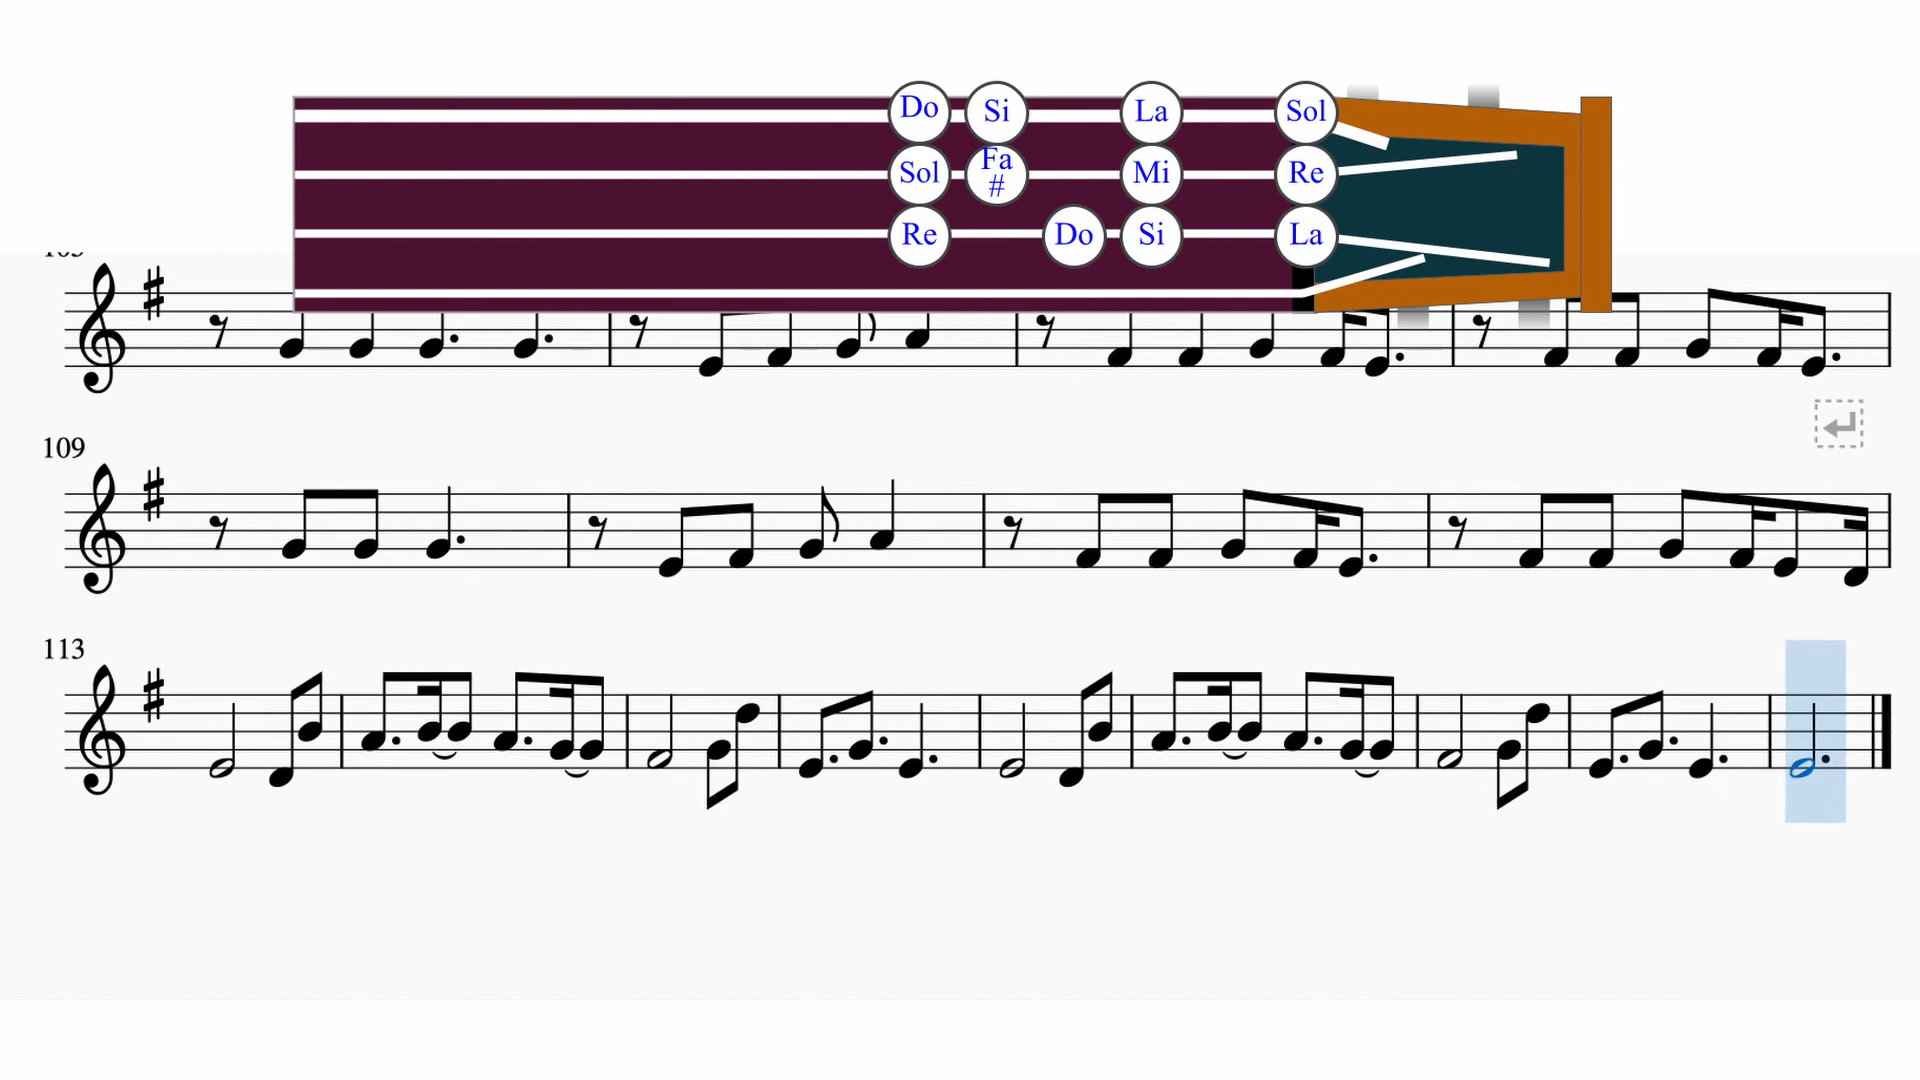 Do Si La Sol
Sol Fa # Mi Re
Re Do Si La
109
113